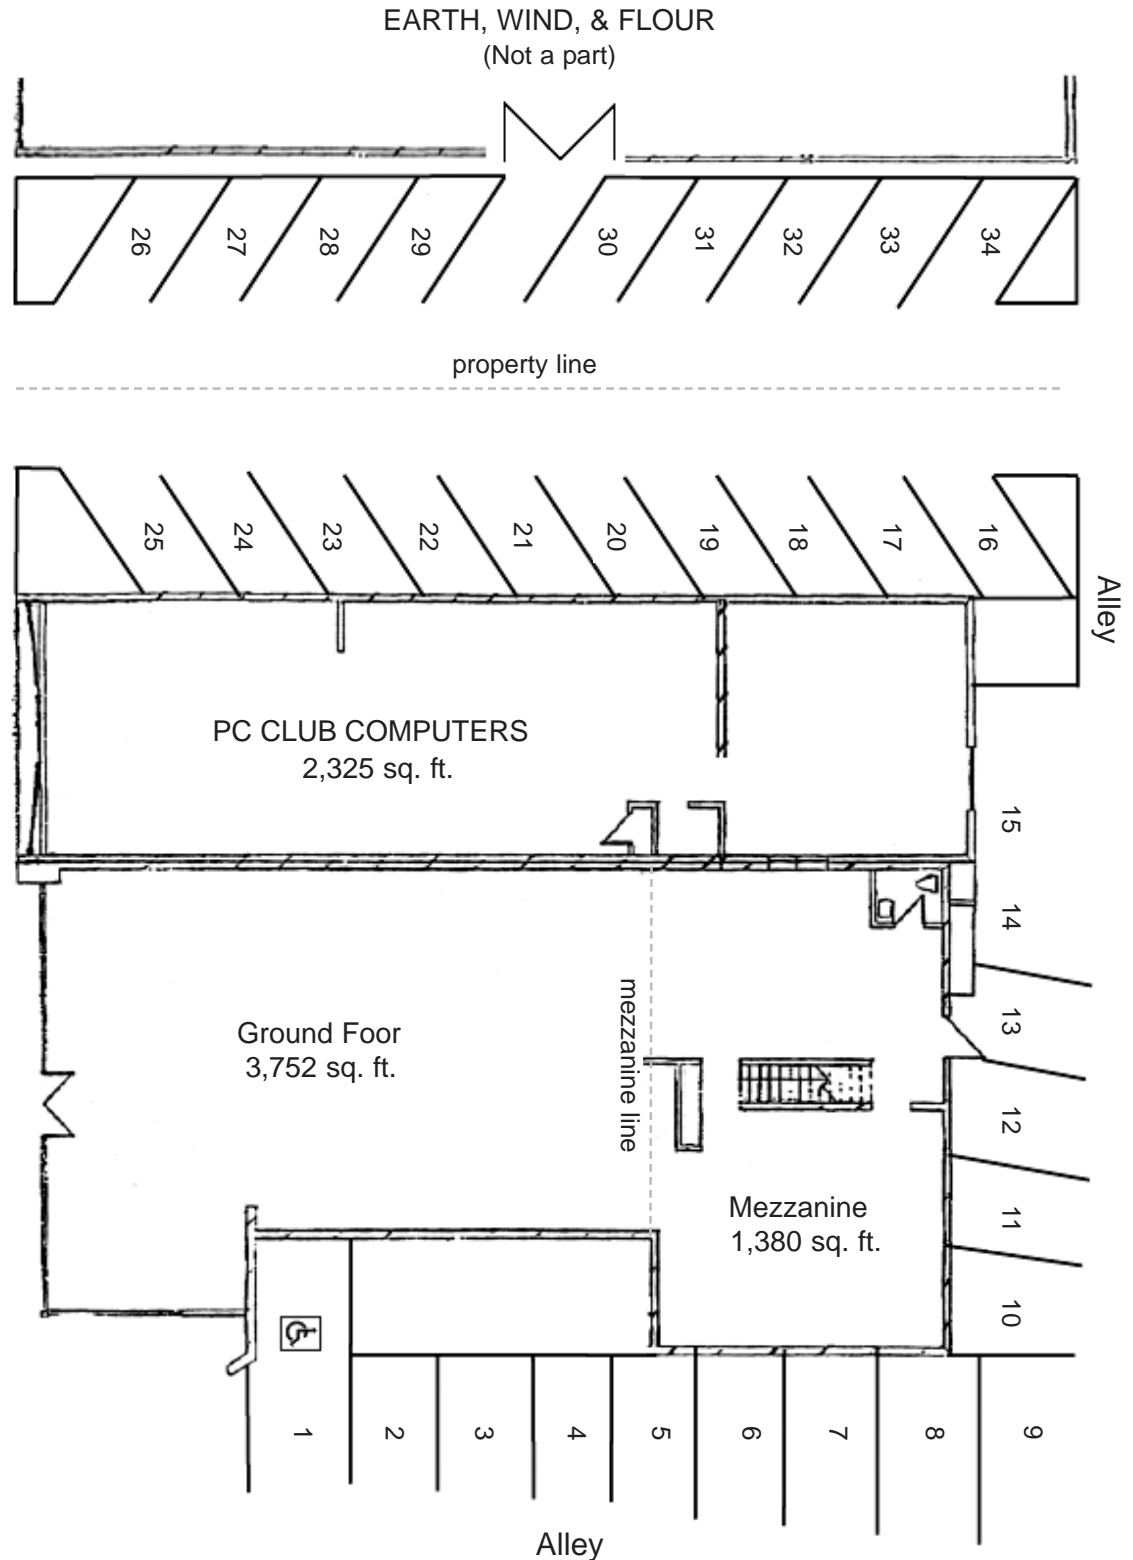 EARTH, WIND, & FLOUR
(Not a part)
26
27
28
29
30
31
32
33
34
property line
25
24
23
22
21
20
19
18
17
16
Alley
PC CLUB COMPUTERS
2,325 sq. ft.
15
14
13
12
11
10
mezzanine line
Ground Foor
3,752 sq. ft.
Mezzanine
1,380 sq. ft.
1
2
3
4
5
6
7
8
9
Alley